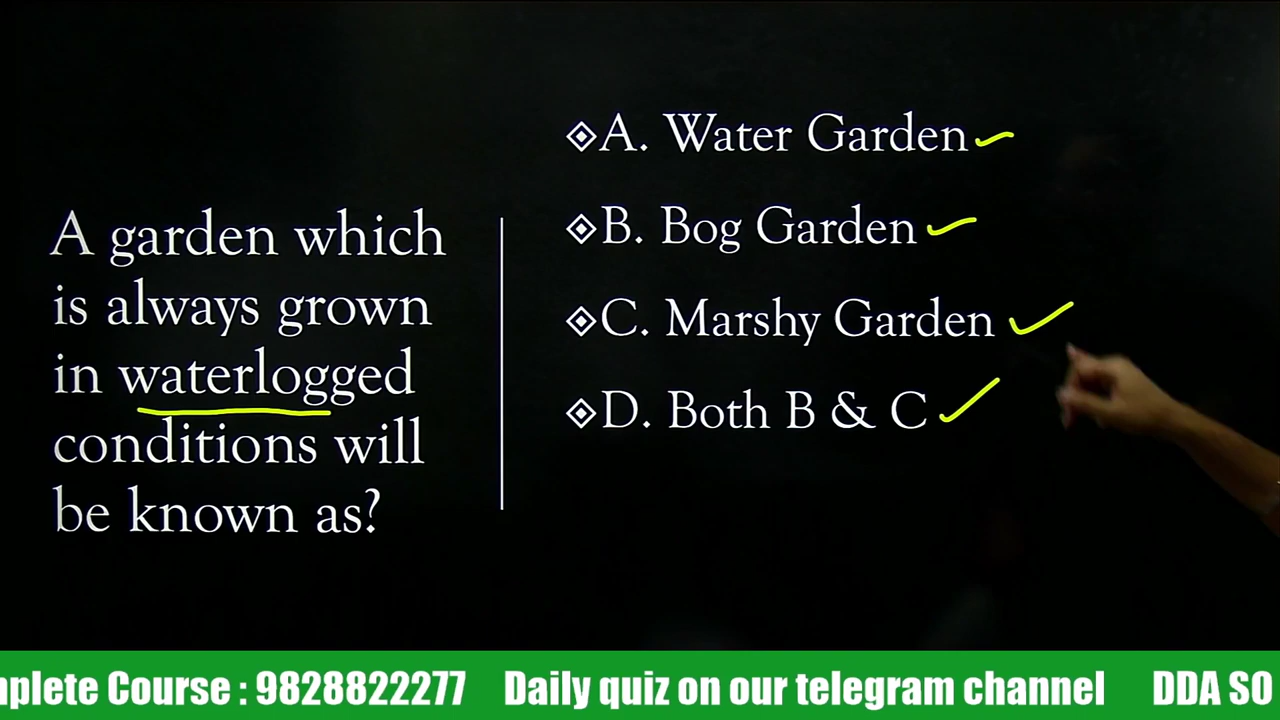 A garden which
is always grown
in waterlogged
conditions will
be known as?
A. Water Garden
B. Bog Garden
C. Marshy Garden
D. Both B & C
nplete Course : 9828822277 Daily quiz on our telegram channel DDA SO